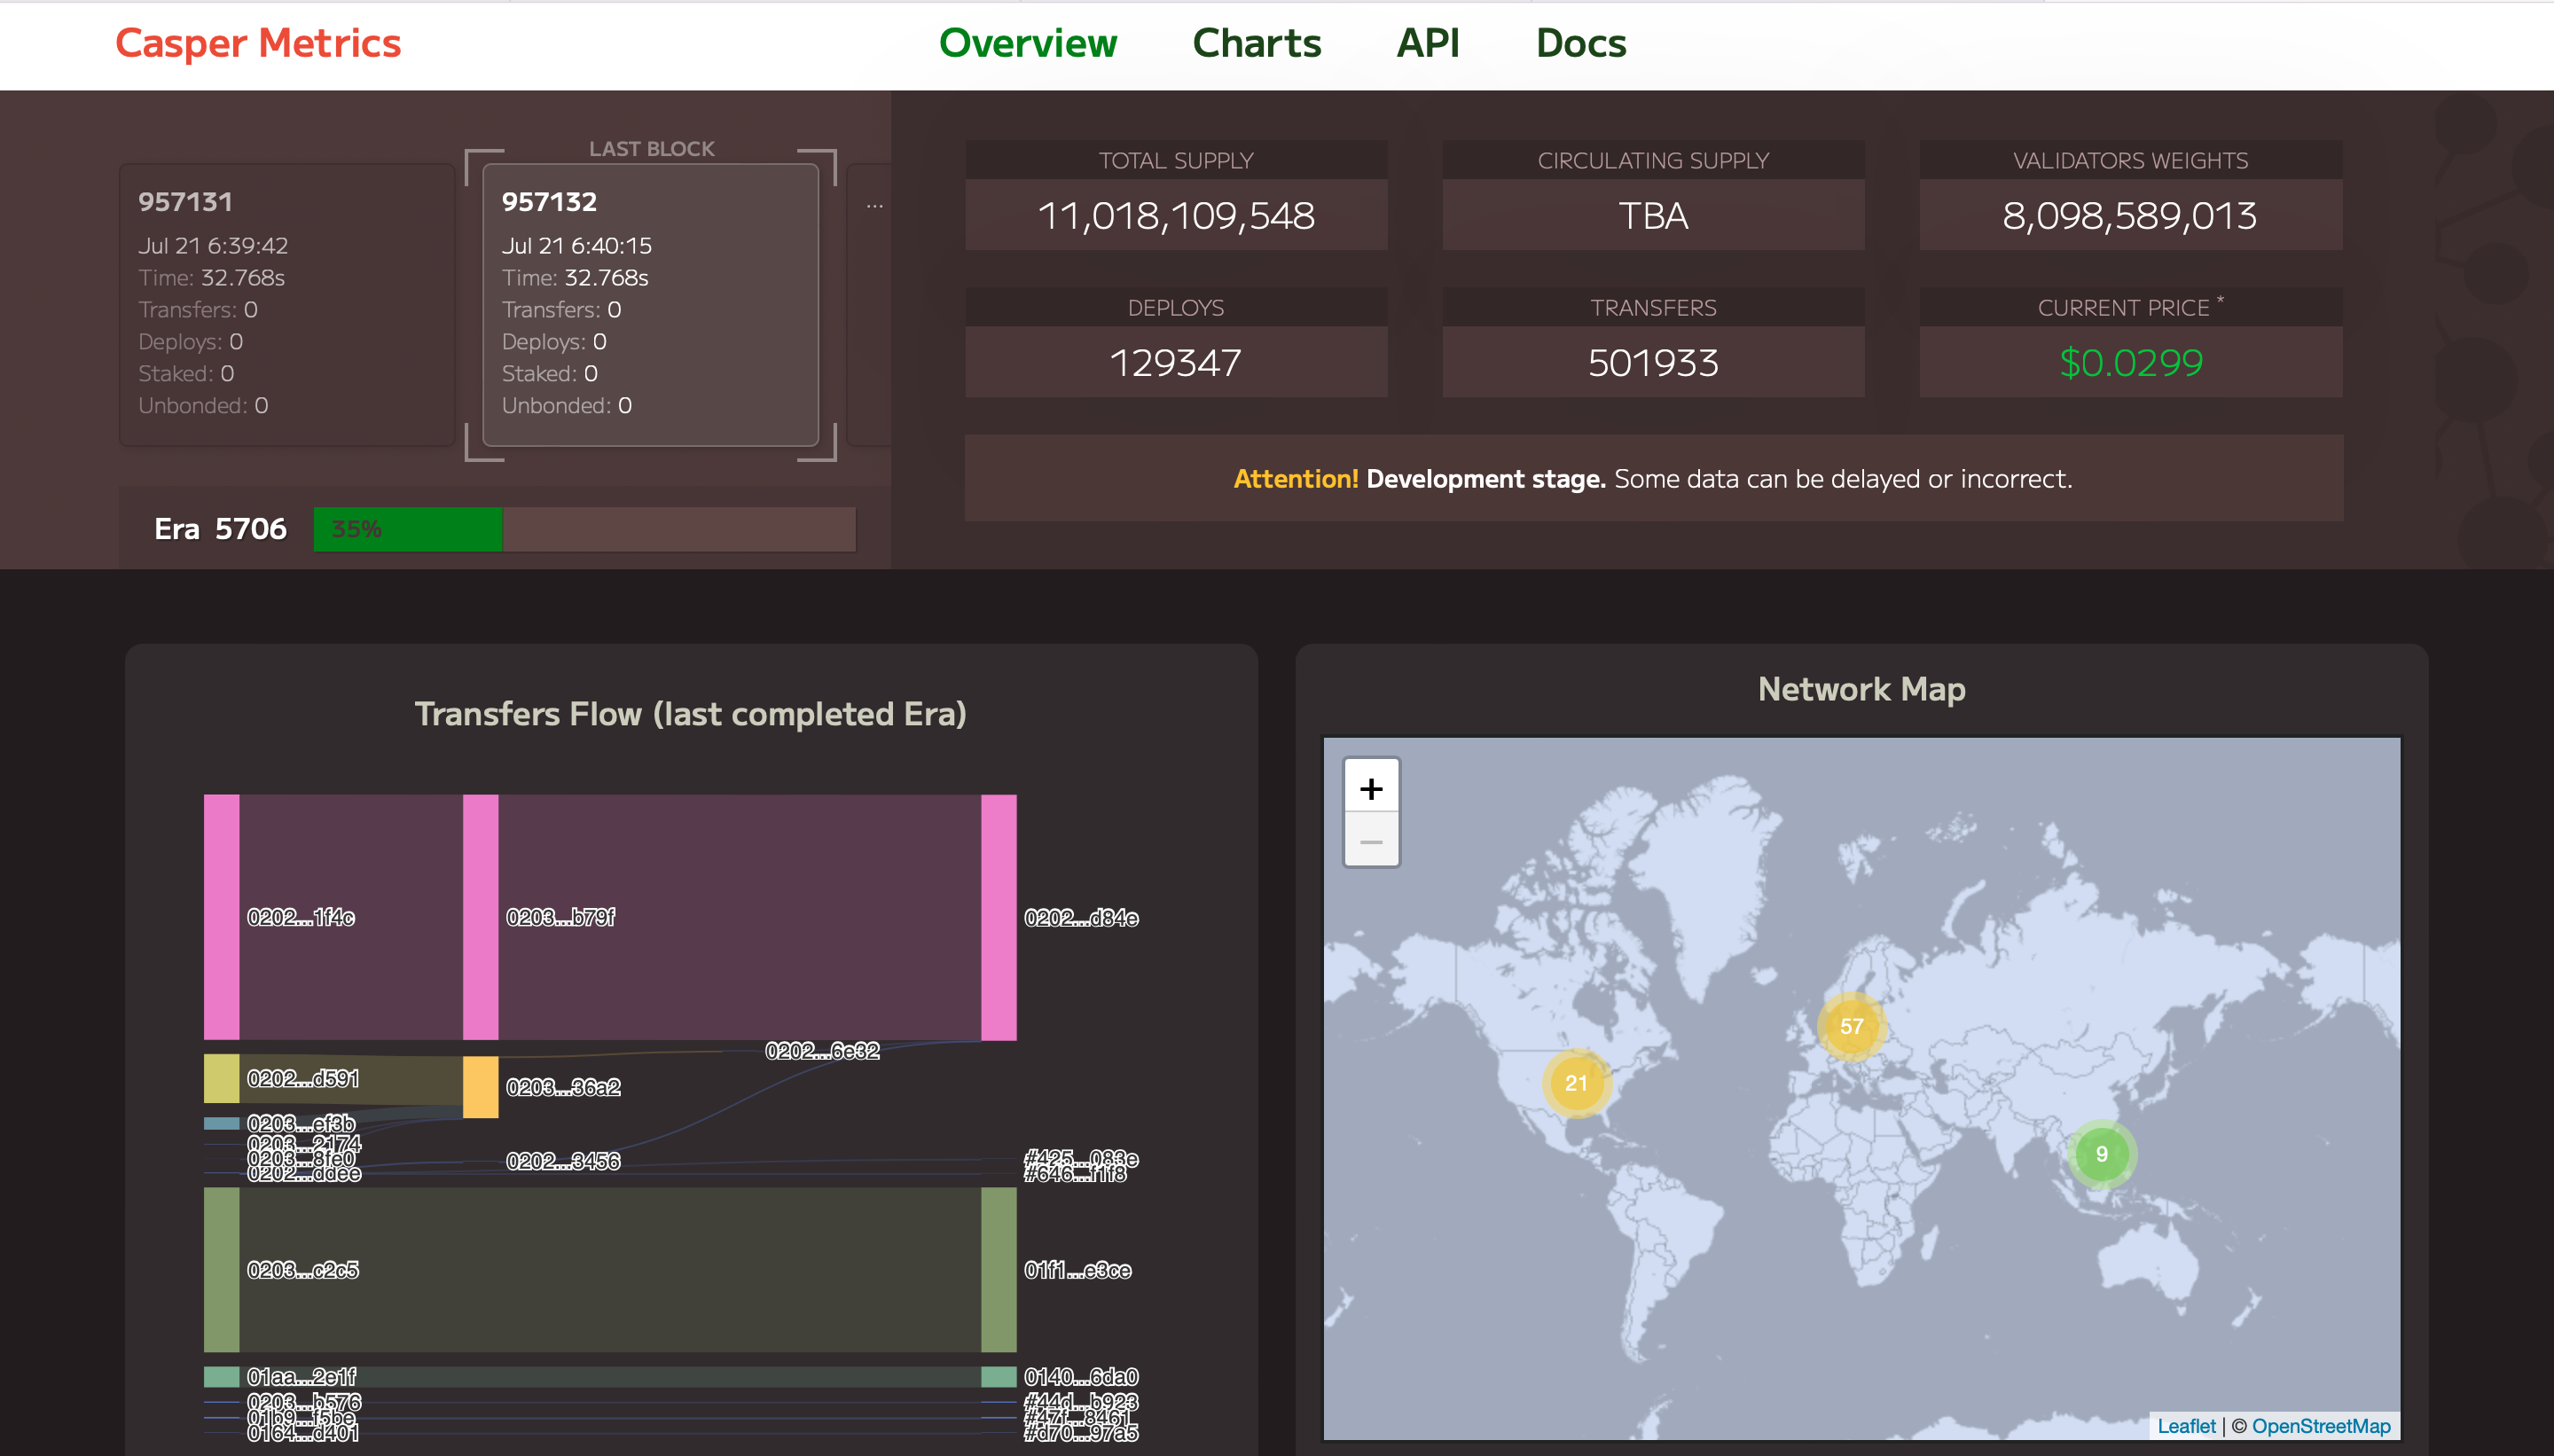 Casper Metrics
Overview Charts API Docs
LAST BLOCK
957131
Jul 21 6:39:42
Time: 32.768s
Transfers: 0
Deploys: 0
Staked: 0
Unbonded: 0
957132
Jul 21 6:40:15
Time: 32.768s
Transfers: 0
Deploys: 0
Staked: 0
Unbonded: 0
...
Era 5706 35%
TOTAL SUPPLY
11,018,109,548
CIRCULATING SUPPLY
TBA
VALIDATORS WEIGHTS
8,098,589,013
DEPLOYS
129347
TRANSFERS
501933
CURRENT PRICE *
$0.0299
Attention! Development stage. Some data can be delayed or incorrect.
Transfers Flow (last completed Era)
0202...1f4c
0203...b79f
0202...d84e
0202...6e32
0202...d591
0203...36a2
0203...ef3b
0203...2174
0203...8fe0
0202...ddee
0202...3456
#425...083e
#646...f1f8
0203...c2c5
01f1...e3ce
01aa...2e1f
0140...6da0
0203...b576
#44d...b923
01b9...f5be
#47f...8461
0164...d401
#d70...97a5
Network Map
+
−
57
21
9
Leaflet | © OpenStreetMap